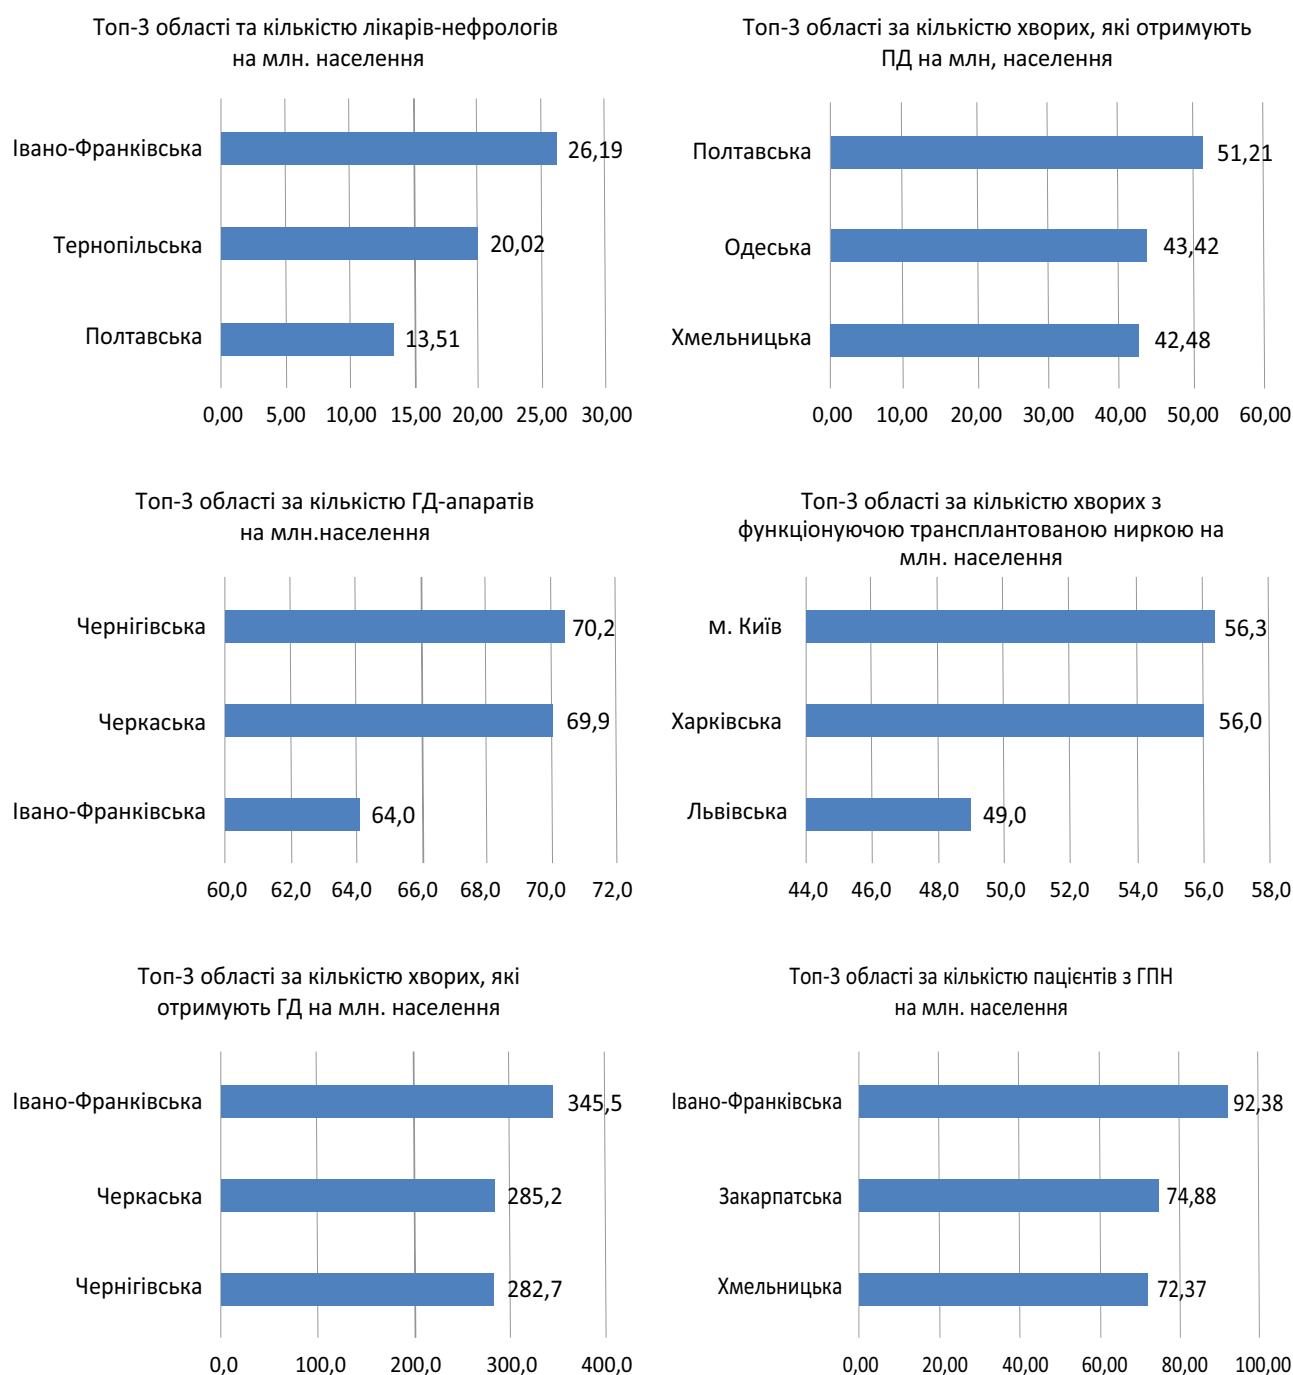 Топ-3 області та кількістю лікарів-нефрологів
на млн. населення
Івано-Франківська
26,19
Тернопільська
20,02
Полтавська
13,51
0,00 5,00 10,00 15,00 20,00 25,00 30,00
Топ-3 області за кількістю хворих, які отримують
ПД на млн, населення
Полтавська
51,21
Одеська
43,42
Хмельницька
42,48
0,00 10,00 20,00 30,00 40,00 50,00 60,00
Топ-3 області за кількістю ГД-апаратів
на млн.населення
Чернігівська
70,2
Черкаська
69,9
Івано-Франківська
64,0
60,0 62,0 64,0 66,0 68,0 70,0 72,0
Топ-3 області за кількістю хворих з
функціонуючою трансплантованою ниркою на
млн. населення
м. Київ
56,3
Харківська
56,0
Львівська
49,0
44,0 46,0 48,0 50,0 52,0 54,0 56,0 58,0
Топ-3 області за кількістю хворих, які
отримують ГД на млн. населення
Івано-Франківська
345,5
Черкаська
285,2
Чернігівська
282,7
0,0 100,0 200,0 300,0 400,0
Топ-3 області за кількістю пацієнтів з ГПН
на млн. населення
Івано-Франківська
92,38
Закарпатська
74,88
Хмельницька
72,37
0,00 20,00 40,00 60,00 80,00 100,00